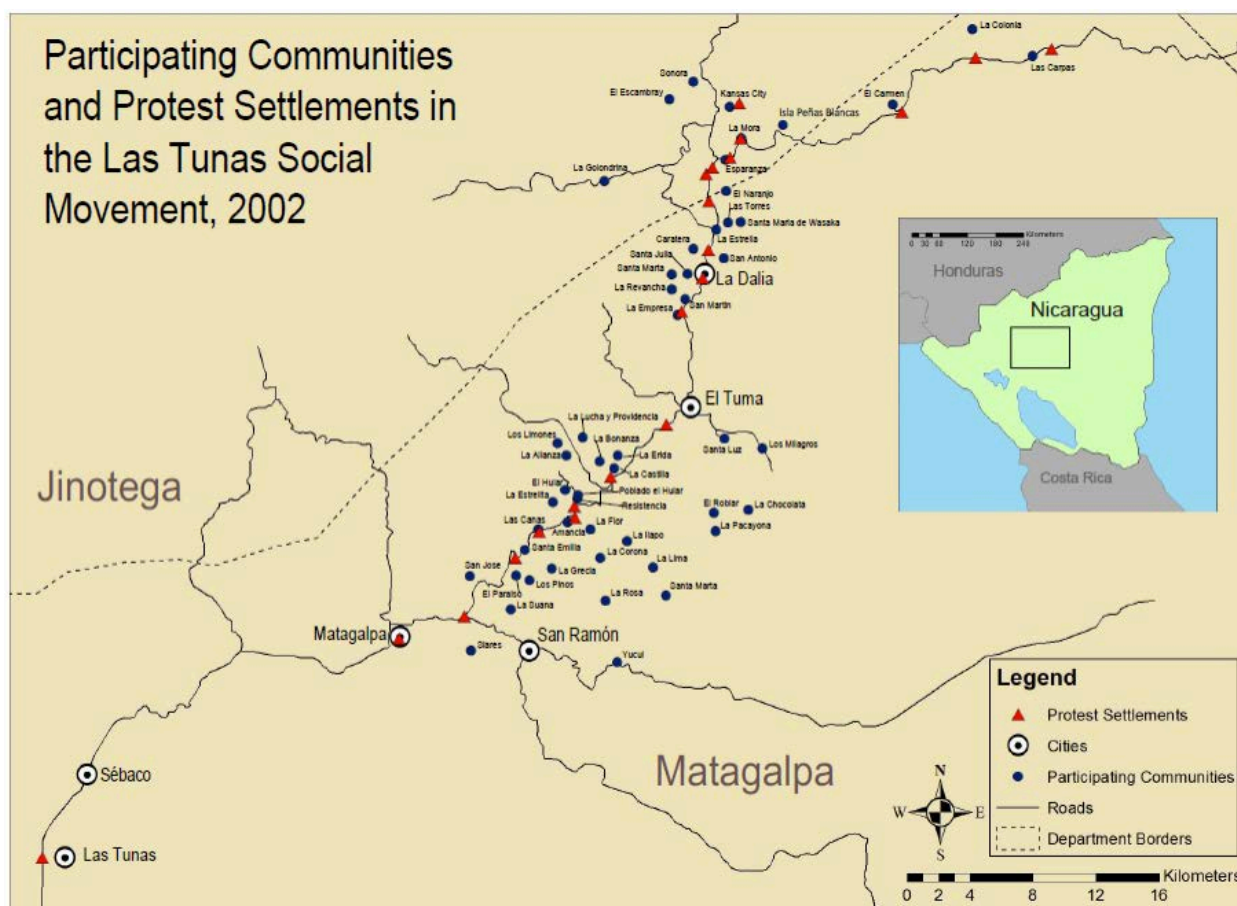 Participating Communities
and Protest Settlements in
the Las Tunas Social
Movement, 2002
La Colonia
Las Carpas
Sonora
El Escambray
Kansas City
El Carmen
Isla Peñas Blancas
La Mora
La Golondrina
Esperanza
El Naranjo
Las Torres
Santa Maria de Wasaka
La Estrella
Caratera
San Antonio
Santa Julia
Santa Marta
La Dalia
La Revancha
San Martin
La Empresa
El Tuma
La Lucha y Providencia
Los Limones
La Bonanza
La Alianza
La Erida
Santa Luz
Los Milagros
La Castilla
El Hular
Poblado el Hular
La Estrelita
Resistencia
El Roblar
La Chocolata
Las Canas
Amancia
La Flor
La Pacayona
La Ilapo
Santa Emilia
La Corona
La Lima
San Jose
La Grecia
Los Pinos
El Paraiso
Santa Marta
La Rosa
La Suana
Matagalpa
San Ramón
Siares
Yucul
Sébaco
Las Tunas
Jinotega
Matagalpa
Kilometers
0 30 60 120 180 240
Honduras
Nicaragua
Costa Rica
Legend
Protest Settlements
Cities
Participating Communities
Roads
Department Borders
N
W E
S
Kilometers
0 2 4 8 12 16